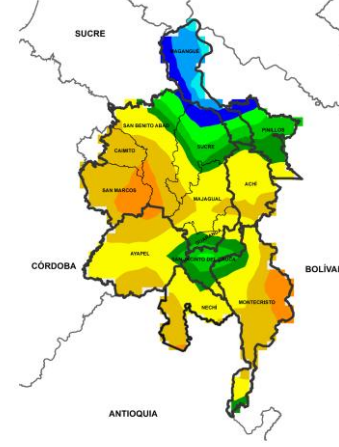 SUCRE
MAGANGUÉ
SAN BENITO ABAD
PINILLOS
CAIMITO
SUCRE
SAN MARCOS
ACHÍ
MAJAGUAL
CÓRDOBA
AYAPEL
BOLÍVAR
MONTECRISTO
NECHÍ
ANTIOQUIA